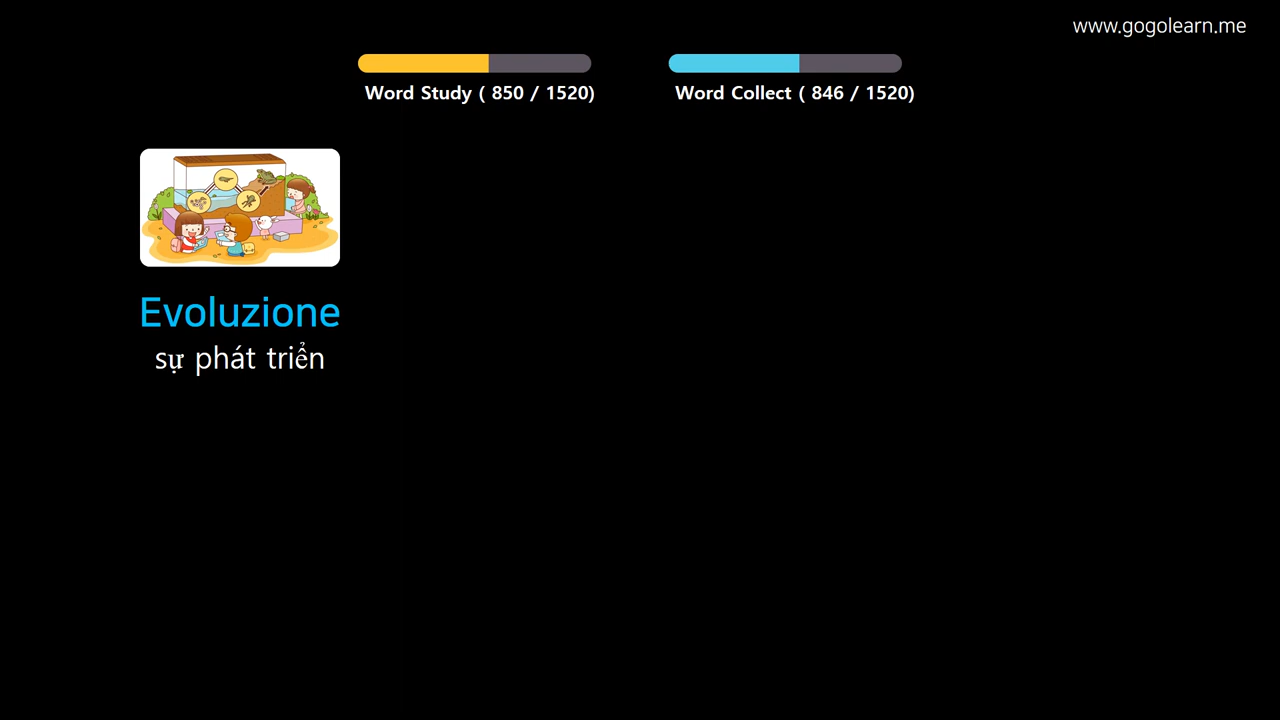 www.gogolearn.me
Word Study ( 850 / 1520)
Word Collect ( 846 / 1520)
Evoluzione
sự phát triển